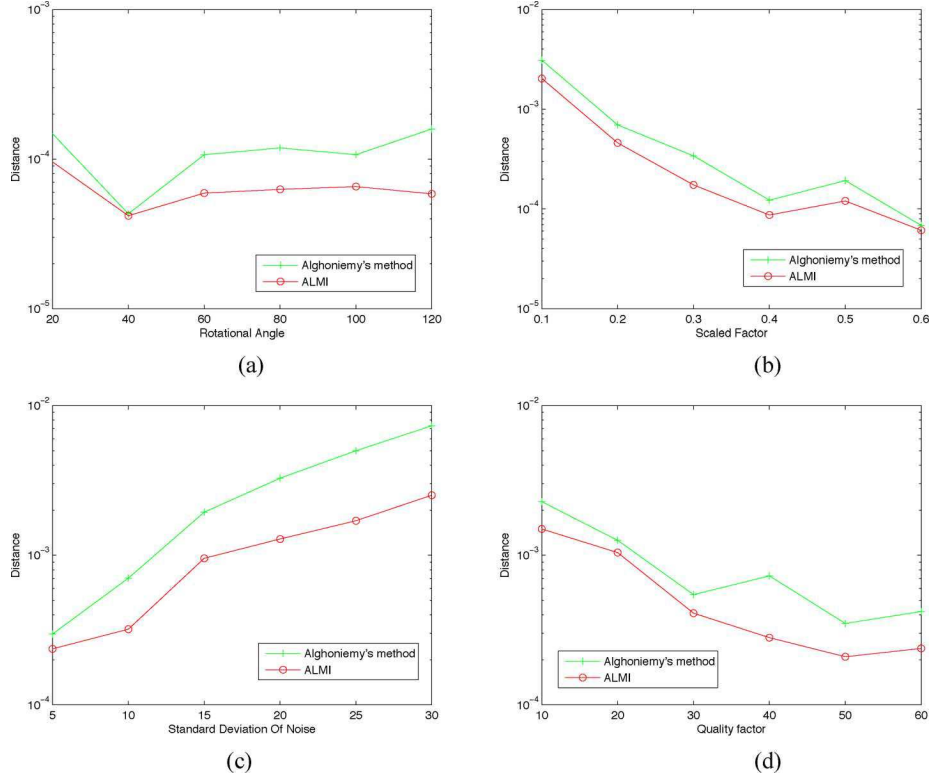 10^-3
10^-4
10^-5
Distance
Alghoniemy's method
ALMI
20 40 60 80 100 120
Rotational Angle
(a)
10^-2
10^-3
10^-4
10^-5
Distance
Alghoniemy's method
ALMI
0.1 0.2 0.3 0.4 0.5 0.6
Scaled Factor
(b)
10^-2
10^-3
10^-4
Distance
Alghoniemy's method
ALMI
5 10 15 20 25 30
Standard Deviation Of Noise
(c)
10^-2
10^-3
10^-4
Distance
Alghoniemy's method
ALMI
10 20 30 40 50 60
Quality factor
(d)